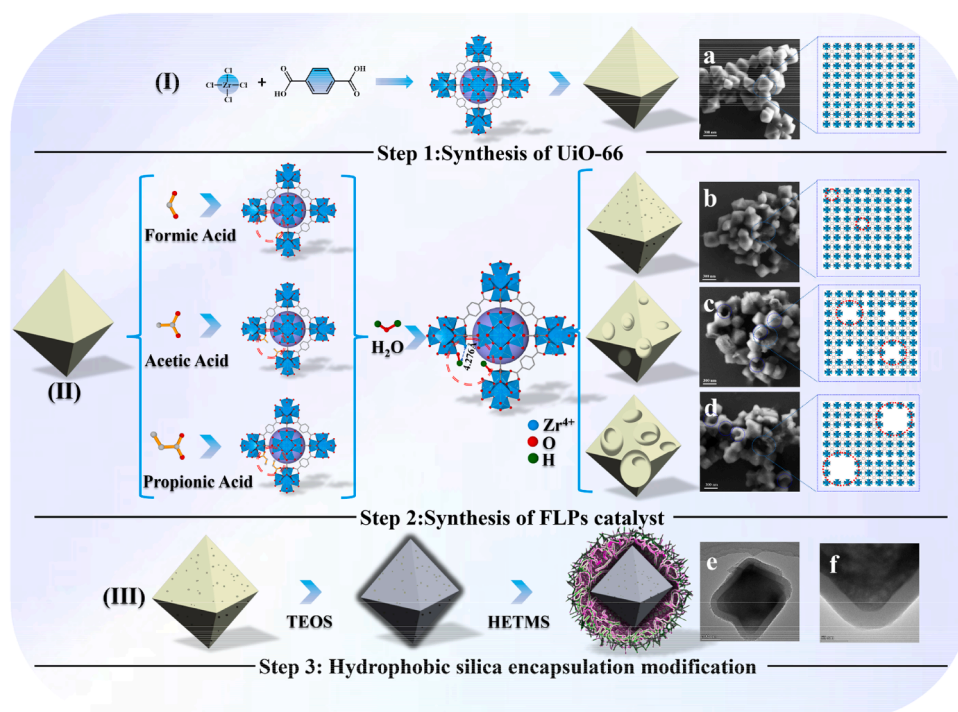 (I)
Cl
Cl
Zr
Cl
Cl
+
O
OH
HO
O
a
Step 1:Synthesis of UiO-66
(II)
Formic Acid
Acetic Acid
Propionic Acid
H₂O
4.276 Å
Zr⁴⁺
O
H
b
c
d
Step 2:Synthesis of FLPs catalyst
(III)
TEOS
HETMS
e
f
Step 3: Hydrophobic silica encapsulation modification